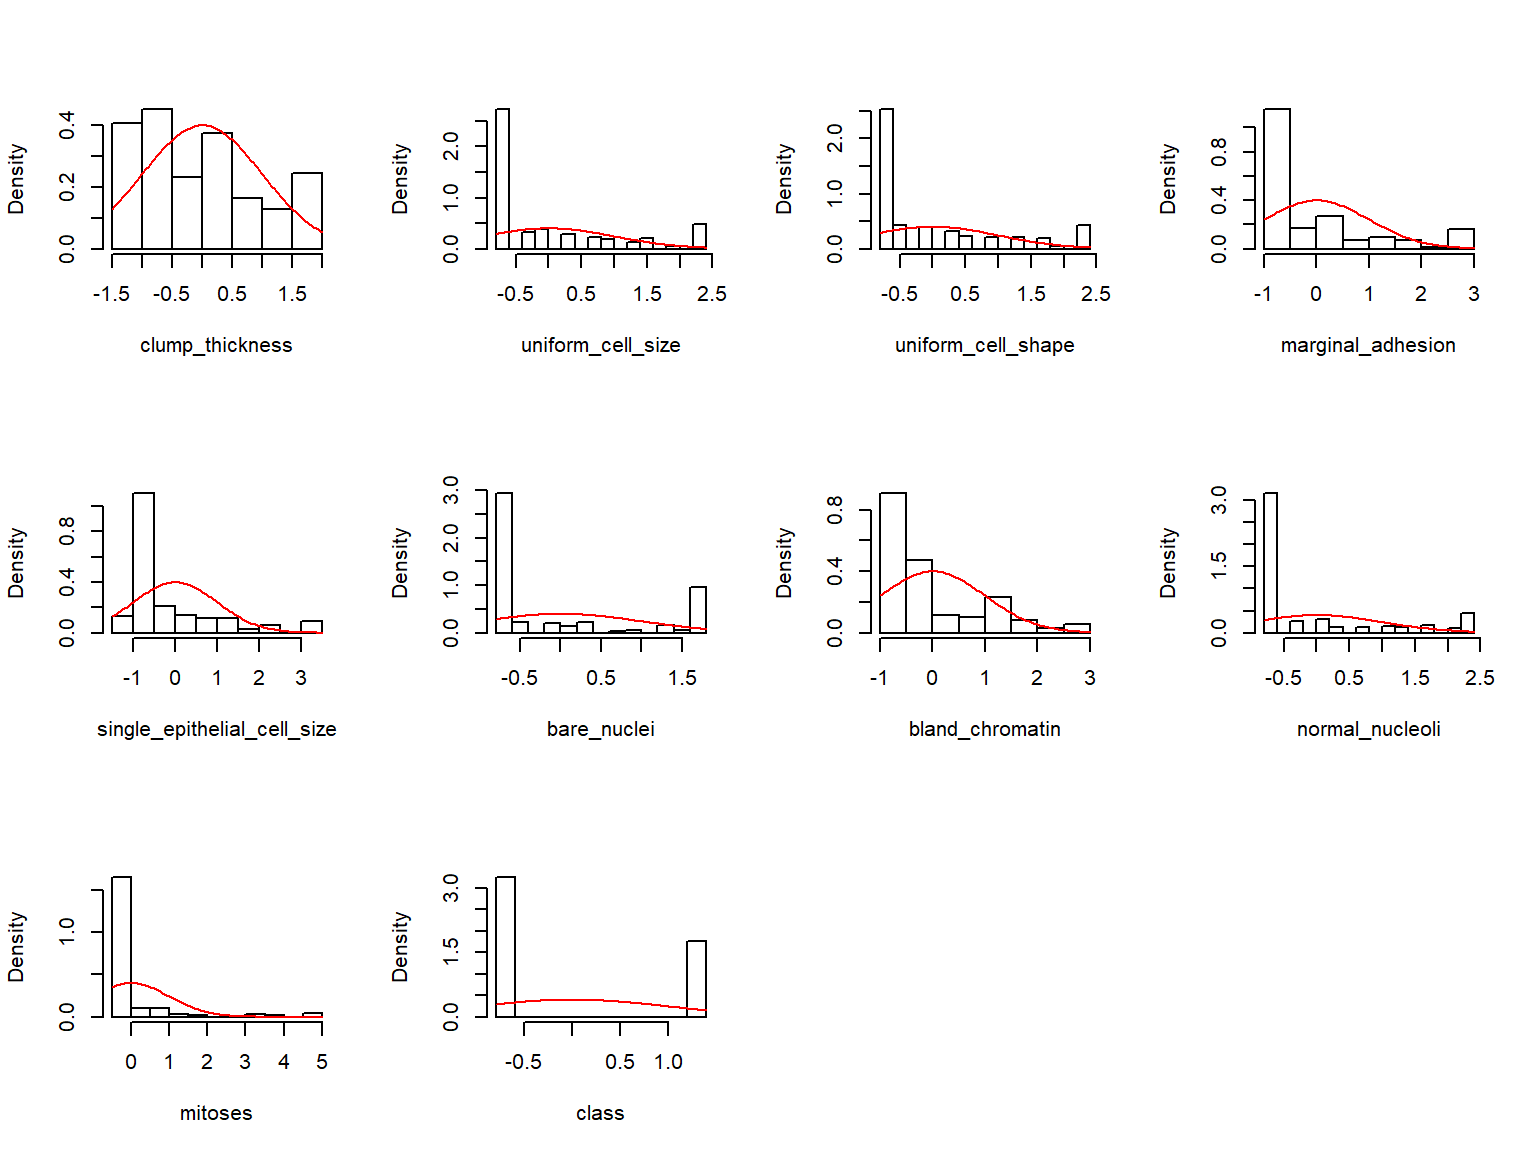 Density
0.0 0.2 0.4
-1.5 -0.5 0.5 1.5
clump_thickness
Density
0.0 1.0 2.0
-0.5 0.5 1.5 2.5
uniform_cell_size
Density
0.0 1.0 2.0
-0.5 0.5 1.5 2.5
uniform_cell_shape
Density
0.0 0.4 0.8
-1 0 1 2 3
marginal_adhesion
Density
0.0 0.4 0.8
-1 0 1 2 3
single_epithelial_cell_size
Density
0.0 1.0 2.0 3.0
-0.5 0.5 1.5
bare_nuclei
Density
0.0 0.4 0.8
-1 0 1 2 3
bland_chromatin
Density
0.0 1.5 3.0
-0.5 0.5 1.5 2.5
normal_nucleoli
Density
0.0 1.0
0 1 2 3 4 5
mitoses
Density
0.0 1.5 3.0
-0.5 0.5 1.0
class